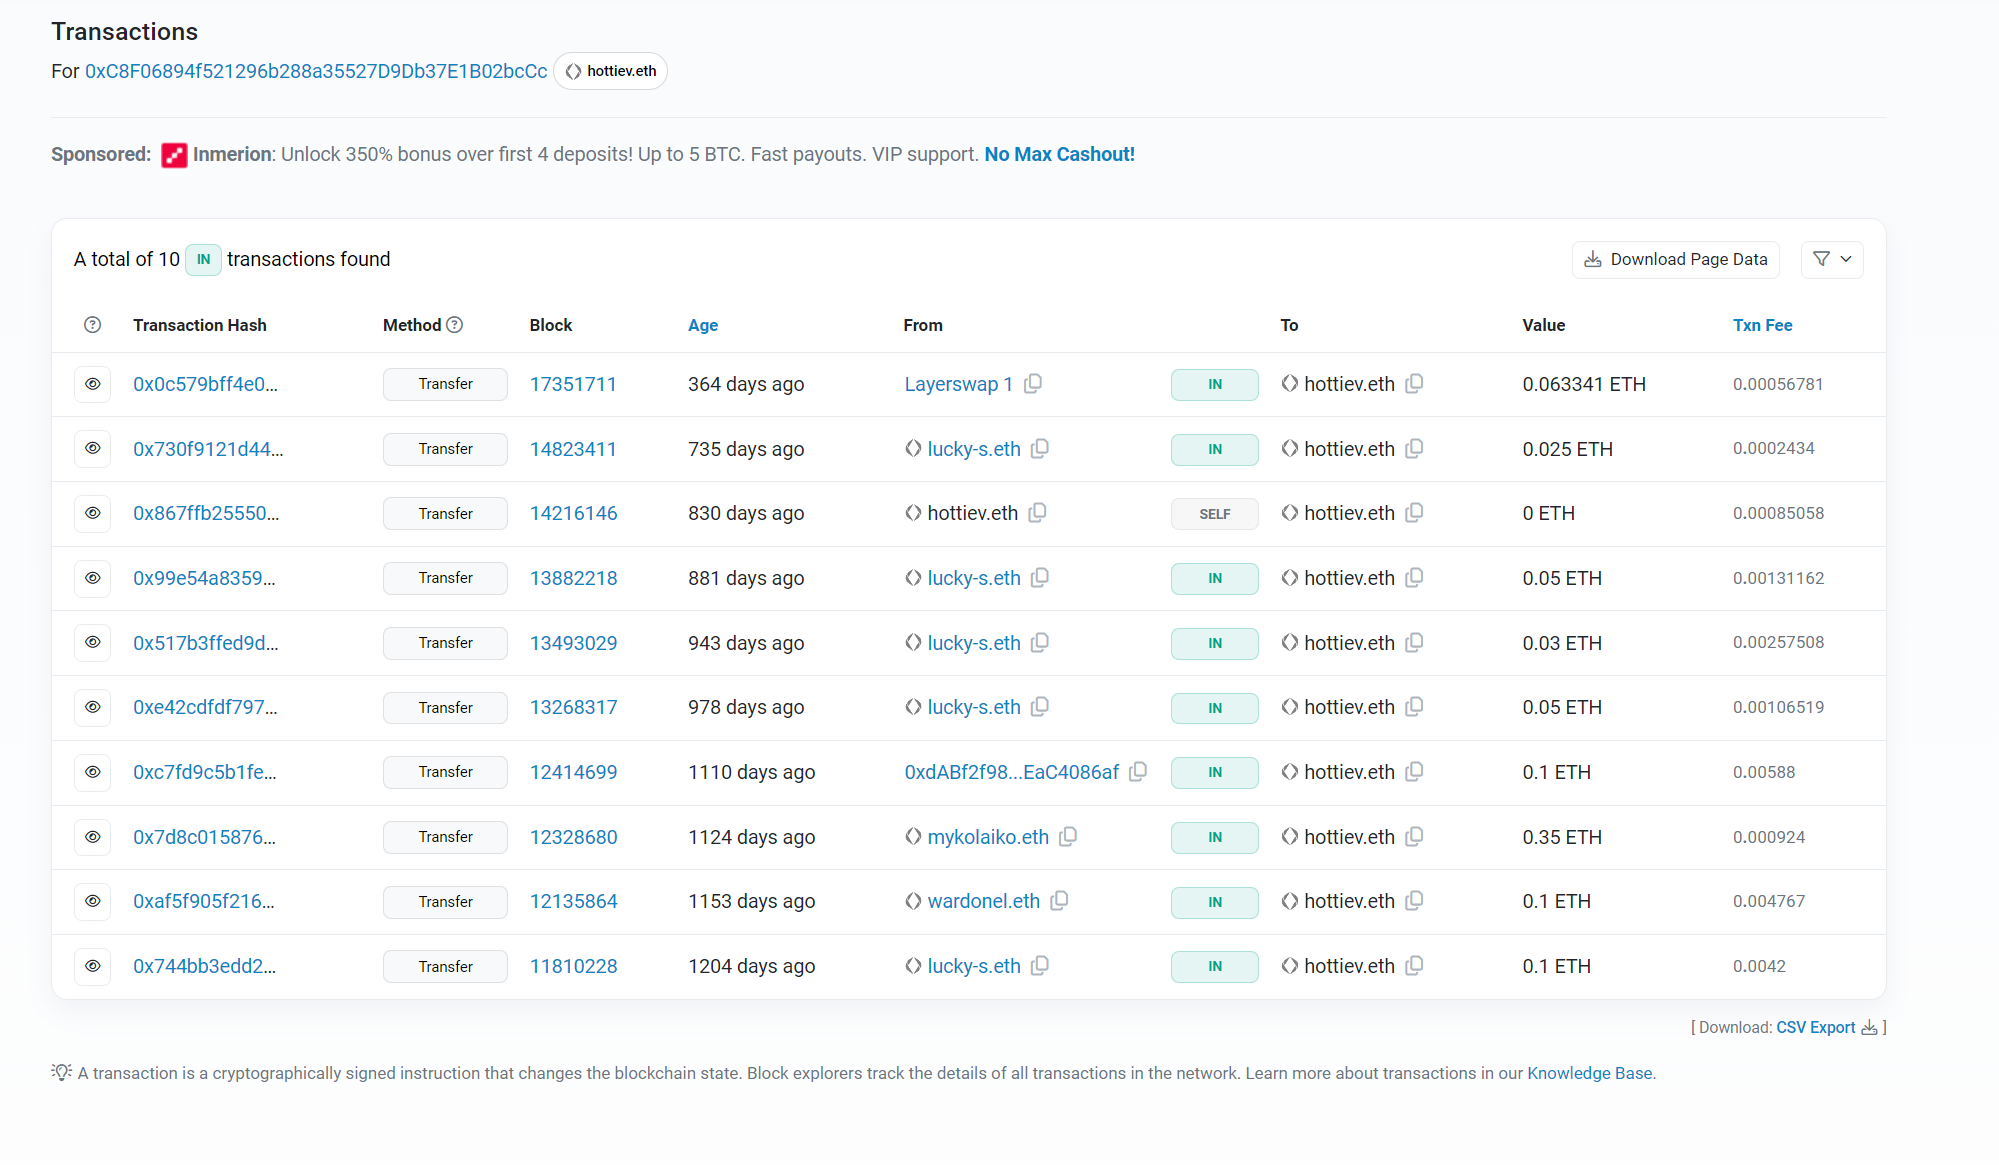 Transactions
For 0xC8F06894f521296b288a35527D9Db37E1B02bcCc hottiev.eth
Sponsored: Inmerion: Unlock 350% bonus over first 4 deposits! Up to 5 BTC. Fast payouts. VIP support. No Max Cashout!
A total of 10 IN transactions found Download Page Data
Transaction Hash Method Block Age From To Value Txn Fee
0x0c579bff4e0... Transfer 17351711 364 days ago Layerswap 1 IN hottiev.eth 0.063341 ETH 0.00056781
0x730f9121d44... Transfer 14823411 735 days ago lucky-s.eth IN hottiev.eth 0.025 ETH 0.0002434
0x867ffb25550... Transfer 14216146 830 days ago hottiev.eth SELF hottiev.eth 0 ETH 0.00085058
0x99e54a8359... Transfer 13882218 881 days ago lucky-s.eth IN hottiev.eth 0.05 ETH 0.00131162
0x517b3ffed9d... Transfer 13493029 943 days ago lucky-s.eth IN hottiev.eth 0.03 ETH 0.00257508
0xe42cdfdf797... Transfer 13268317 978 days ago lucky-s.eth IN hottiev.eth 0.05 ETH 0.00106519
0xc7fd9c5b1fe... Transfer 12414699 1110 days ago 0xdABf2f98...EaC4086af IN hottiev.eth 0.1 ETH 0.00588
0x7d8c015876... Transfer 12328680 1124 days ago mykolaiko.eth IN hottiev.eth 0.35 ETH 0.000924
0xaf5f905f216... Transfer 12135864 1153 days ago wardonel.eth IN hottiev.eth 0.1 ETH 0.004767
0x744bb3edd2... Transfer 11810228 1204 days ago lucky-s.eth IN hottiev.eth 0.1 ETH 0.0042
[ Download: CSV Export ]
A transaction is a cryptographically signed instruction that changes the blockchain state. Block explorers track the details of all transactions in the network. Learn more about transactions in our Knowledge Base.